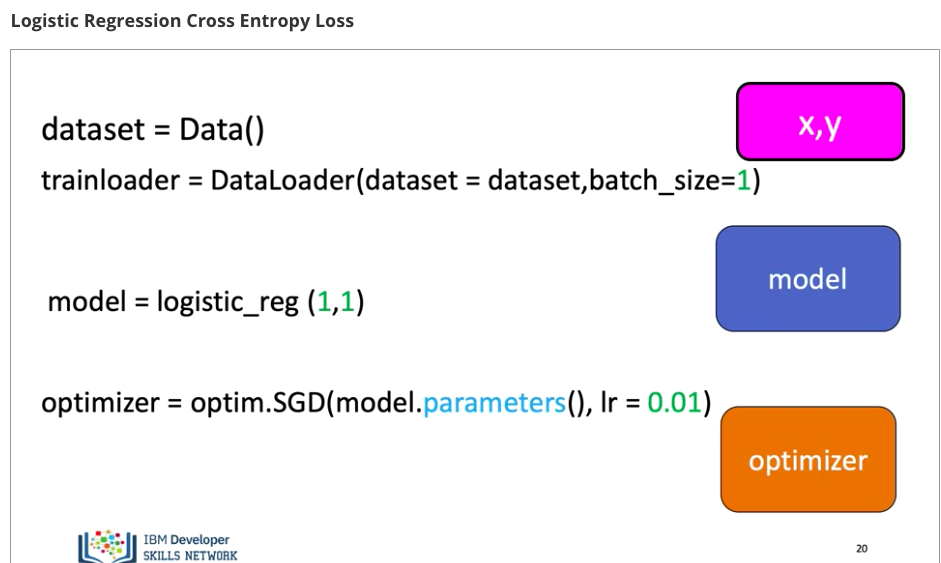 Logistic Regression Cross Entropy Loss
x,y
dataset = Data()
trainloader = DataLoader(dataset = dataset,batch_size=1)
model
model = logistic_reg (1,1)
optimizer = optim.SGD(model.parameters(), lr = 0.01)
optimizer
IBM Developer
SKILLS NETWORK
20